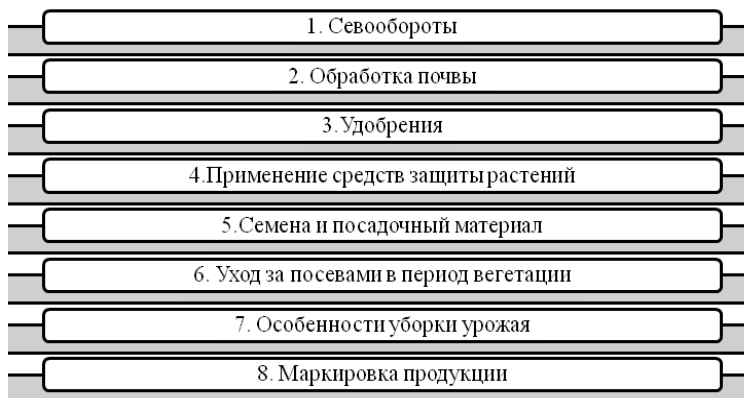 1. Севообороты
2. Обработка почвы
3.Удобрения
4.Применение средств защиты растений
5.Семена и посадочный материал
6. Уход за посевами в период вегетации
7. Особенности уборки урожая
8. Маркировка продукции